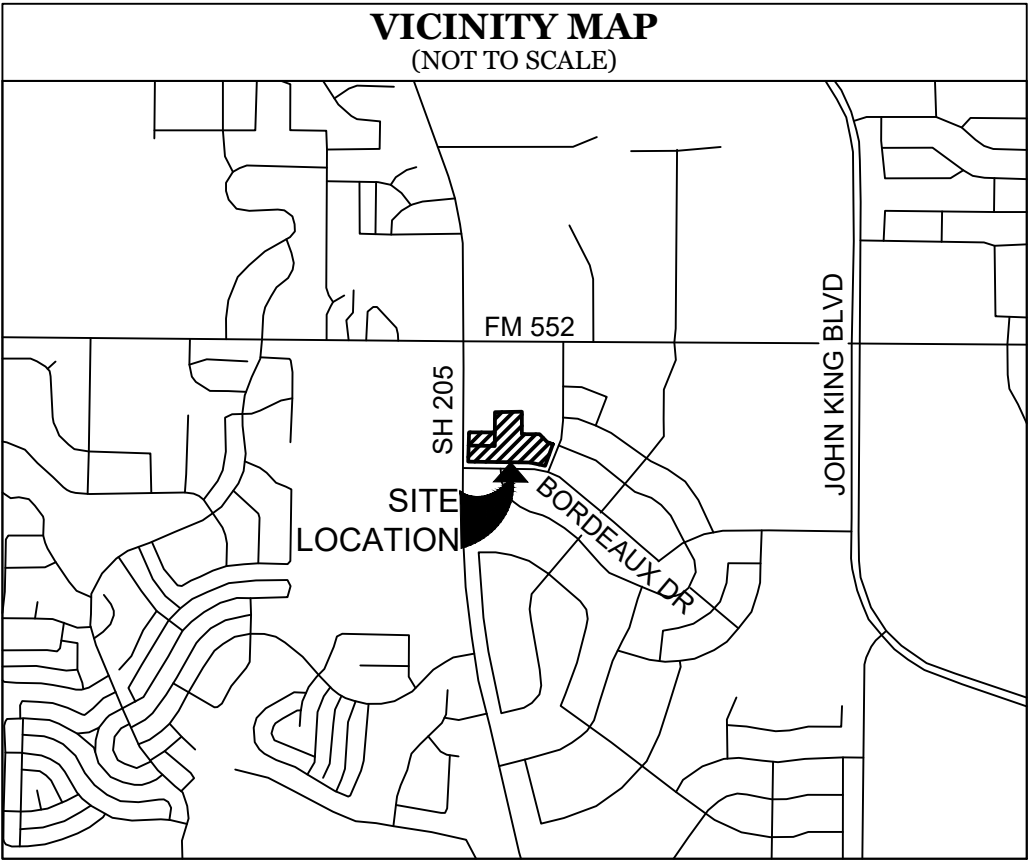 VICINITY MAP
(NOT TO SCALE)
FM 552
JOHN KING BLVD
SH 205
SITE
LOCATION
BORDEAUX DR